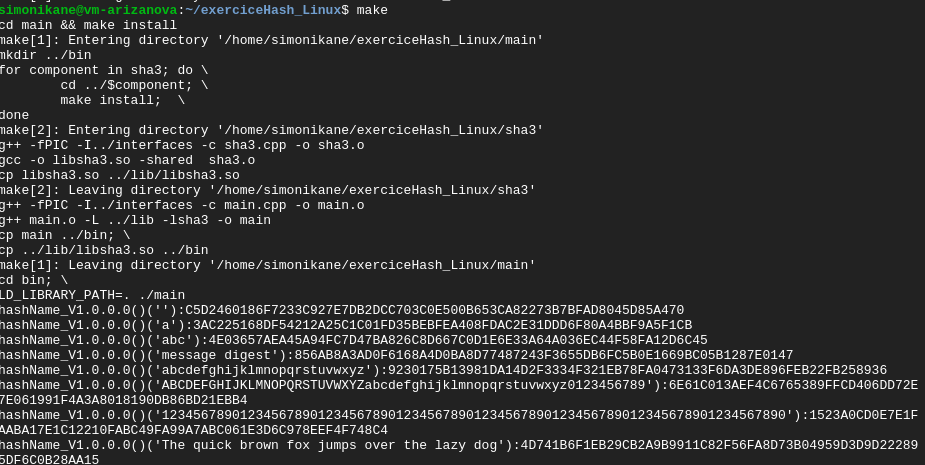 simonikane@vm-arizanova:~/exerciceHash_Linux$ make
cd main && make install
make[1]: Entering directory '/home/simonikane/exerciceHash_Linux/main'
mkdir ../bin
for component in sha3; do \
cd ../$component; \
make install;  \
done
make[2]: Entering directory '/home/simonikane/exerciceHash_Linux/sha3'
g++ -fPIC -I../interfaces -c sha3.cpp -o sha3.o
gcc -o libsha3.so -shared  sha3.o
cp libsha3.so ../lib/libsha3.so
make[2]: Leaving directory '/home/simonikane/exerciceHash_Linux/sha3'
g++ -fPIC -I../interfaces -c main.cpp -o main.o
g++ main.o -L ../lib -lsha3 -o main
cp main ../bin; \
cp ../lib/libsha3.so ../bin
make[1]: Leaving directory '/home/simonikane/exerciceHash_Linux/main'
cd bin; \
LD_LIBRARY_PATH=. ./main
hashName_V1.0.0.0()(''):C5D2460186F7233C927E7DB2DCC703C0E500B653CA82273B7BFAD8045D85A470
hashName_V1.0.0.0()('a'):3AC225168DF54212A25C1C01FD35BEBFEA408FDAC2E31DDD6F80A4BBF9A5F1CB
hashName_V1.0.0.0()('abc'):4E03657AEA45A94FC7D47BA826C8D667C0D1E6E33A64A036EC44F58FA12D6C45
hashName_V1.0.0.0()('message digest'):856AB8A3AD0F6168A4D0BA8D77487243F3655DB6FC5B0E1669BC05B1287E0147
hashName_V1.0.0.0()('abcdefghijklmnopqrstuvwxyz'):9230175B13981DA14D2F3334F321EB78FA0473133F6DA3DE896FEB22FB258936
hashName_V1.0.0.0()('ABCDEFGHIJKLMNOPQRSTUVWXYZabcdefghijklmnopqrstuvwxyz0123456789'):6E61C013AEF4C6765389FFCD406DD72E
7E061991F4A3A8018190DB86BD21EBB4
hashName_V1.0.0.0()('12345678901234567890123456789012345678901234567890123456789012345678901234567890'):1523A0CD0E7E1F
AABA17E1C12210FABC49FA99A7ABC061E3D6C978EEF4F748C4
hashName_V1.0.0.0()('The quick brown fox jumps over the lazy dog'):4D741B6F1EB29CB2A9B9911C82F56FA8D73B04959D3D9D22289
5DF6C0B28AA15